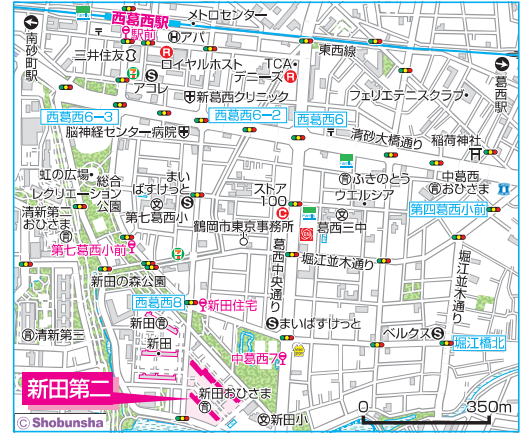 西葛西駅
メトロセンター
駅前
Ⓗアパ
三井住友
ロイヤルホスト
Ⓡ
TCA
デニーズ
Ⓡ
東西線
南砂町駅
葛西駅
アコレ
Ⓢ
新葛西クリニック
フェリエテニスクラブ
西葛西6-3
西葛西6-2
西葛西6
脳神経センター病院
清砂大橋通り
稲荷神社
虹の広場・
レクリエーション
総合
公園
まい
ばすけっと
Ⓢ
ふきのとう
ウエルシア
中葛西
おひさま
ストア
100
Ⓒ
清新第二
おひさま
第七葛西小
文
葛西三中
第四葛西小前
鶴岡市東京事務所
第七葛西小前
葛西中央通り
堀江並木通り
堀江並木通り
新田の森公園
西葛西8
新田住宅
清新第三
新田
新田
Ⓢまいばすけっと
ベルクスⓈ
堀江橋北
中葛西7
新田第二
新田おひさま
文新田小
0
350m
© Shobunsha